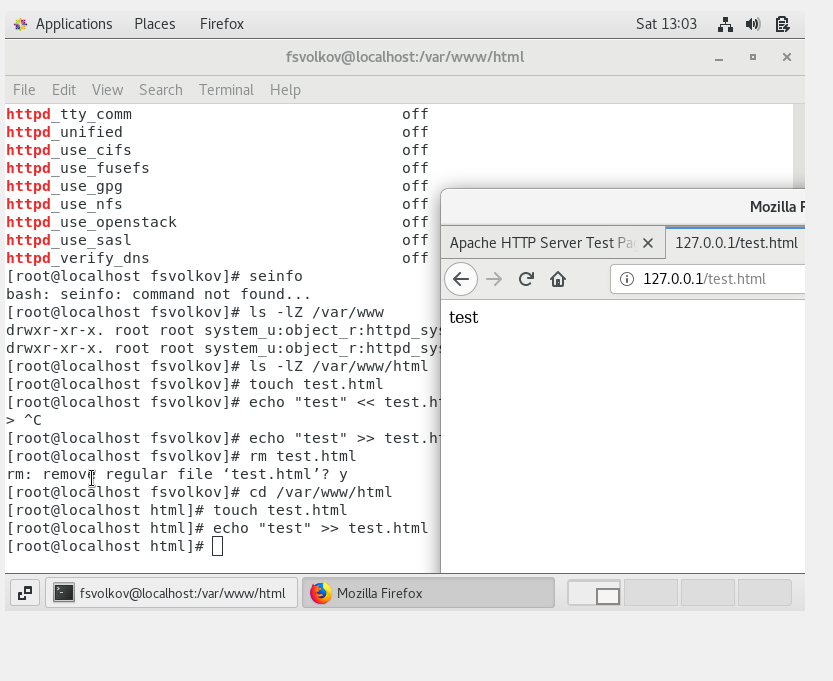 Applications Places Firefox Sat 13:03
fsvolkov@localhost:/var/www/html
File Edit View Search Terminal Help
httpd_tty_comm off
httpd_unified off
httpd_use_cifs off
httpd_use_fusefs off
httpd_use_gpg off
httpd_use_nfs off
httpd_use_openstack off
httpd_use_sasl off
httpd_verify_dns off
[root@localhost fsvolkov]# seinfo
bash: seinfo: command not found...
[root@localhost fsvolkov]# ls -lZ /var/www
drwxr-xr-x. root root system_u:object_r:httpd_sys
drwxr-xr-x. root root system_u:object_r:httpd_sys
[root@localhost fsvolkov]# ls -lZ /var/www/html
[root@localhost fsvolkov]# touch test.html
[root@localhost fsvolkov]# echo "test" << test.ht
> ^C
[root@localhost fsvolkov]# echo "test" >> test.ht
[root@localhost fsvolkov]# rm test.html
rm: remove regular file ‘test.html’? y
[root@localhost fsvolkov]# cd /var/www/html
[root@localhost html]# touch test.html
[root@localhost html]# echo "test" >> test.html
[root@localhost html]#
Mozilla F
Apache HTTP Server Test Pa 127.0.0.1/test.html
127.0.0.1/test.html
test
fsvolkov@localhost:/var/www/html Mozilla Firefox